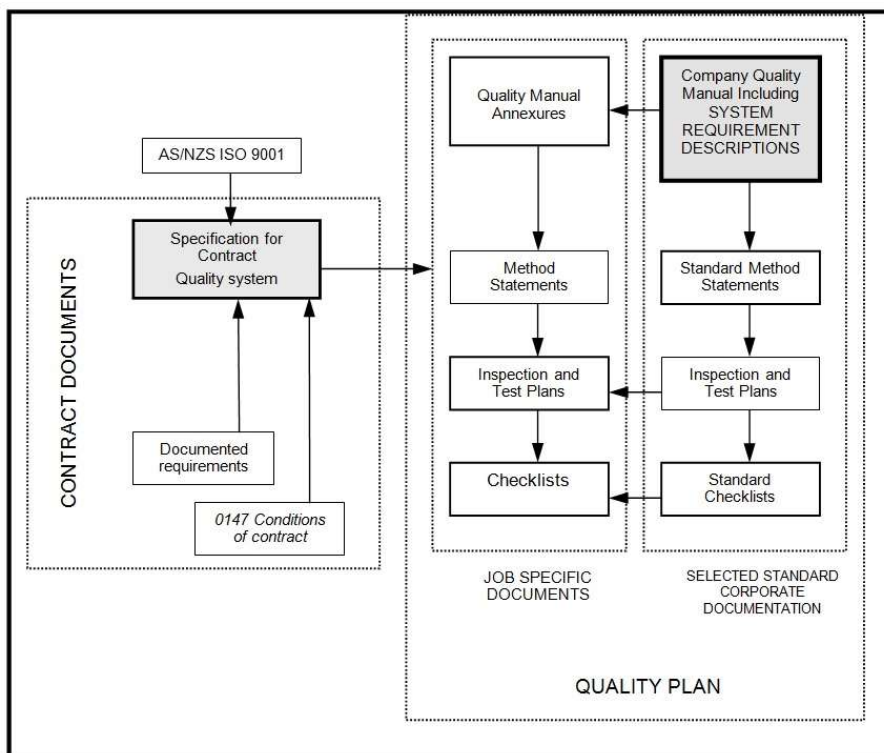 AS/NZS ISO 9001
CONTRACT DOCUMENTS
Specification for
Contract
Quality system
Documented
requirements
0147 Conditions
of contract
Quality Manual
Annexures
Method
Statements
Inspection and
Test Plans
Checklists
JOB SPECIFIC
DOCUMENTS
Company Quality
Manual Including
SYSTEM
REQUIREMENT
DESCRIPTIONS
Standard Method
Statements
Inspection and
Test Plans
Standard
Checklists
SELECTED STANDARD
CORPORATE
DOCUMENTATION
QUALITY PLAN